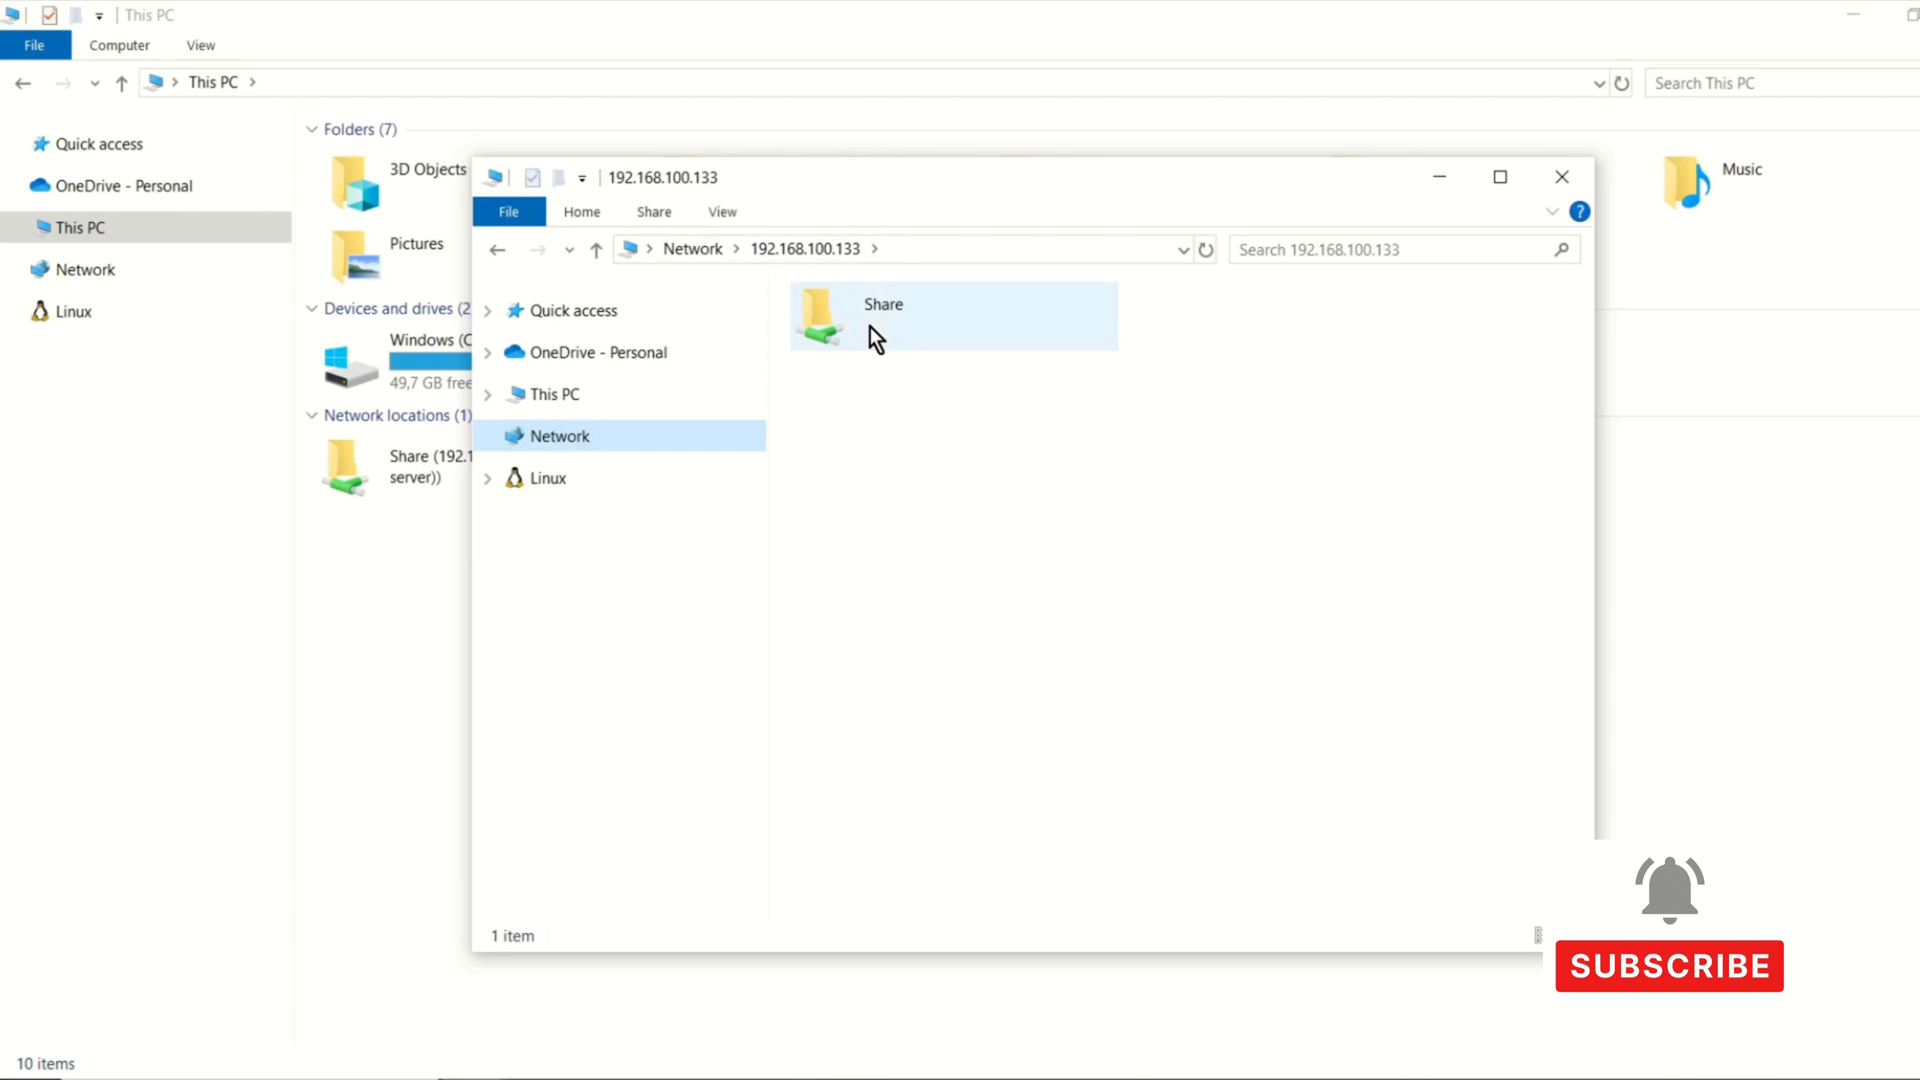 This PC
File Computer View
This PC
Search This PC
Quick access
OneDrive - Personal
This PC
Network
Linux
Folders (7)
3D Objects
Pictures
Music
Devices and drives (2
Windows (C
49,7 GB free
Network locations (1)
Share (192.1
server))
10 items
192.168.100.133
File Home Share View
?
Network 192.168.100.133
Search 192.168.100.133
Quick access
OneDrive - Personal
This PC
Network
Linux
Share
1 item
SUBSCRIBE